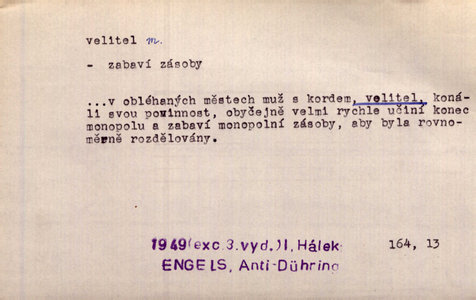 velitel m.
- zabaví zásoby
...v obléhaných městech muž s kordem, velitel, koná-
li svou povinnost, obyčejně velmi rychle učiní konec
monopolu a zabaví monopolní zásoby, aby byla rovno-
měrně rozdělovány.
1949(exc.3.vyd.)I, Hálek
164, 13
ENGELS, Anti-Dühring